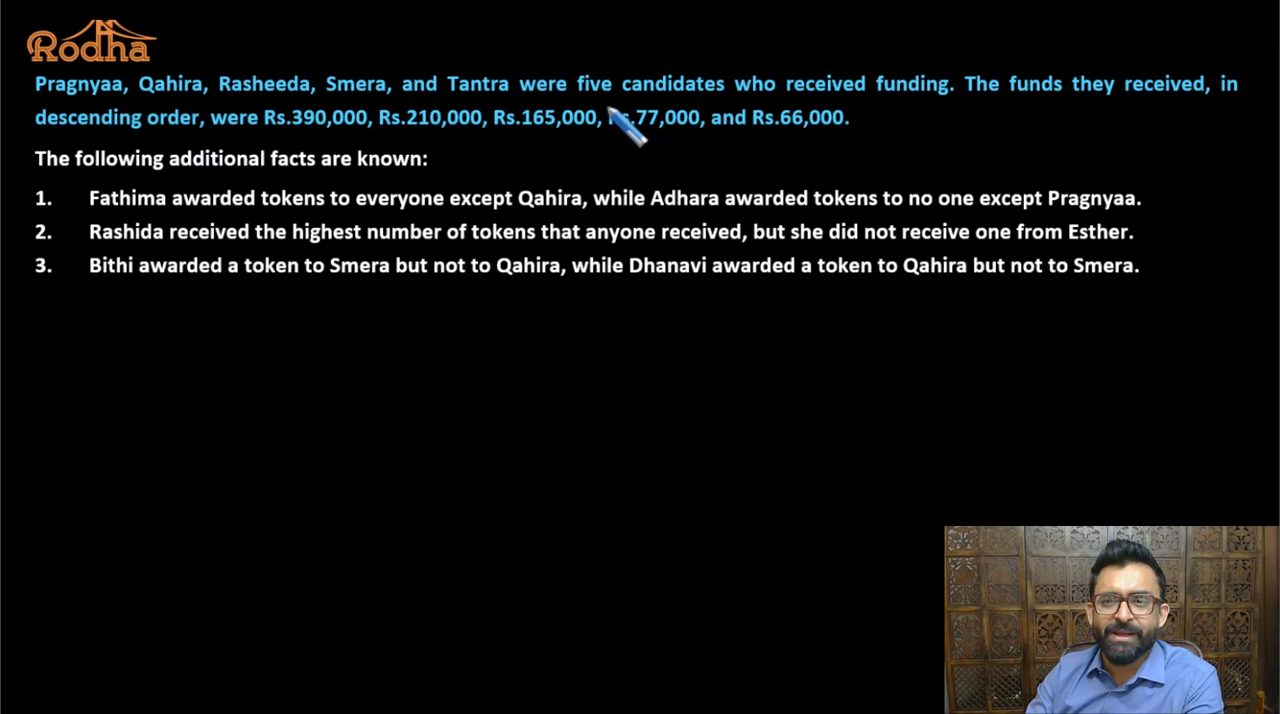 Rodha
Pragnyaa, Qahira, Rasheeda, Smera, and Tantra were five candidates who received funding. The funds they received, in
descending order, were Rs.390,000, Rs.210,000, Rs.165,000, Rs.77,000, and Rs.66,000.
The following additional facts are known:
1. Fathima awarded tokens to everyone except Qahira, while Adhara awarded tokens to no one except Pragnyaa.
2. Rashida received the highest number of tokens that anyone received, but she did not receive one from Esther.
3. Bithi awarded a token to Smera but not to Qahira, while Dhanavi awarded a token to Qahira but not to Smera.